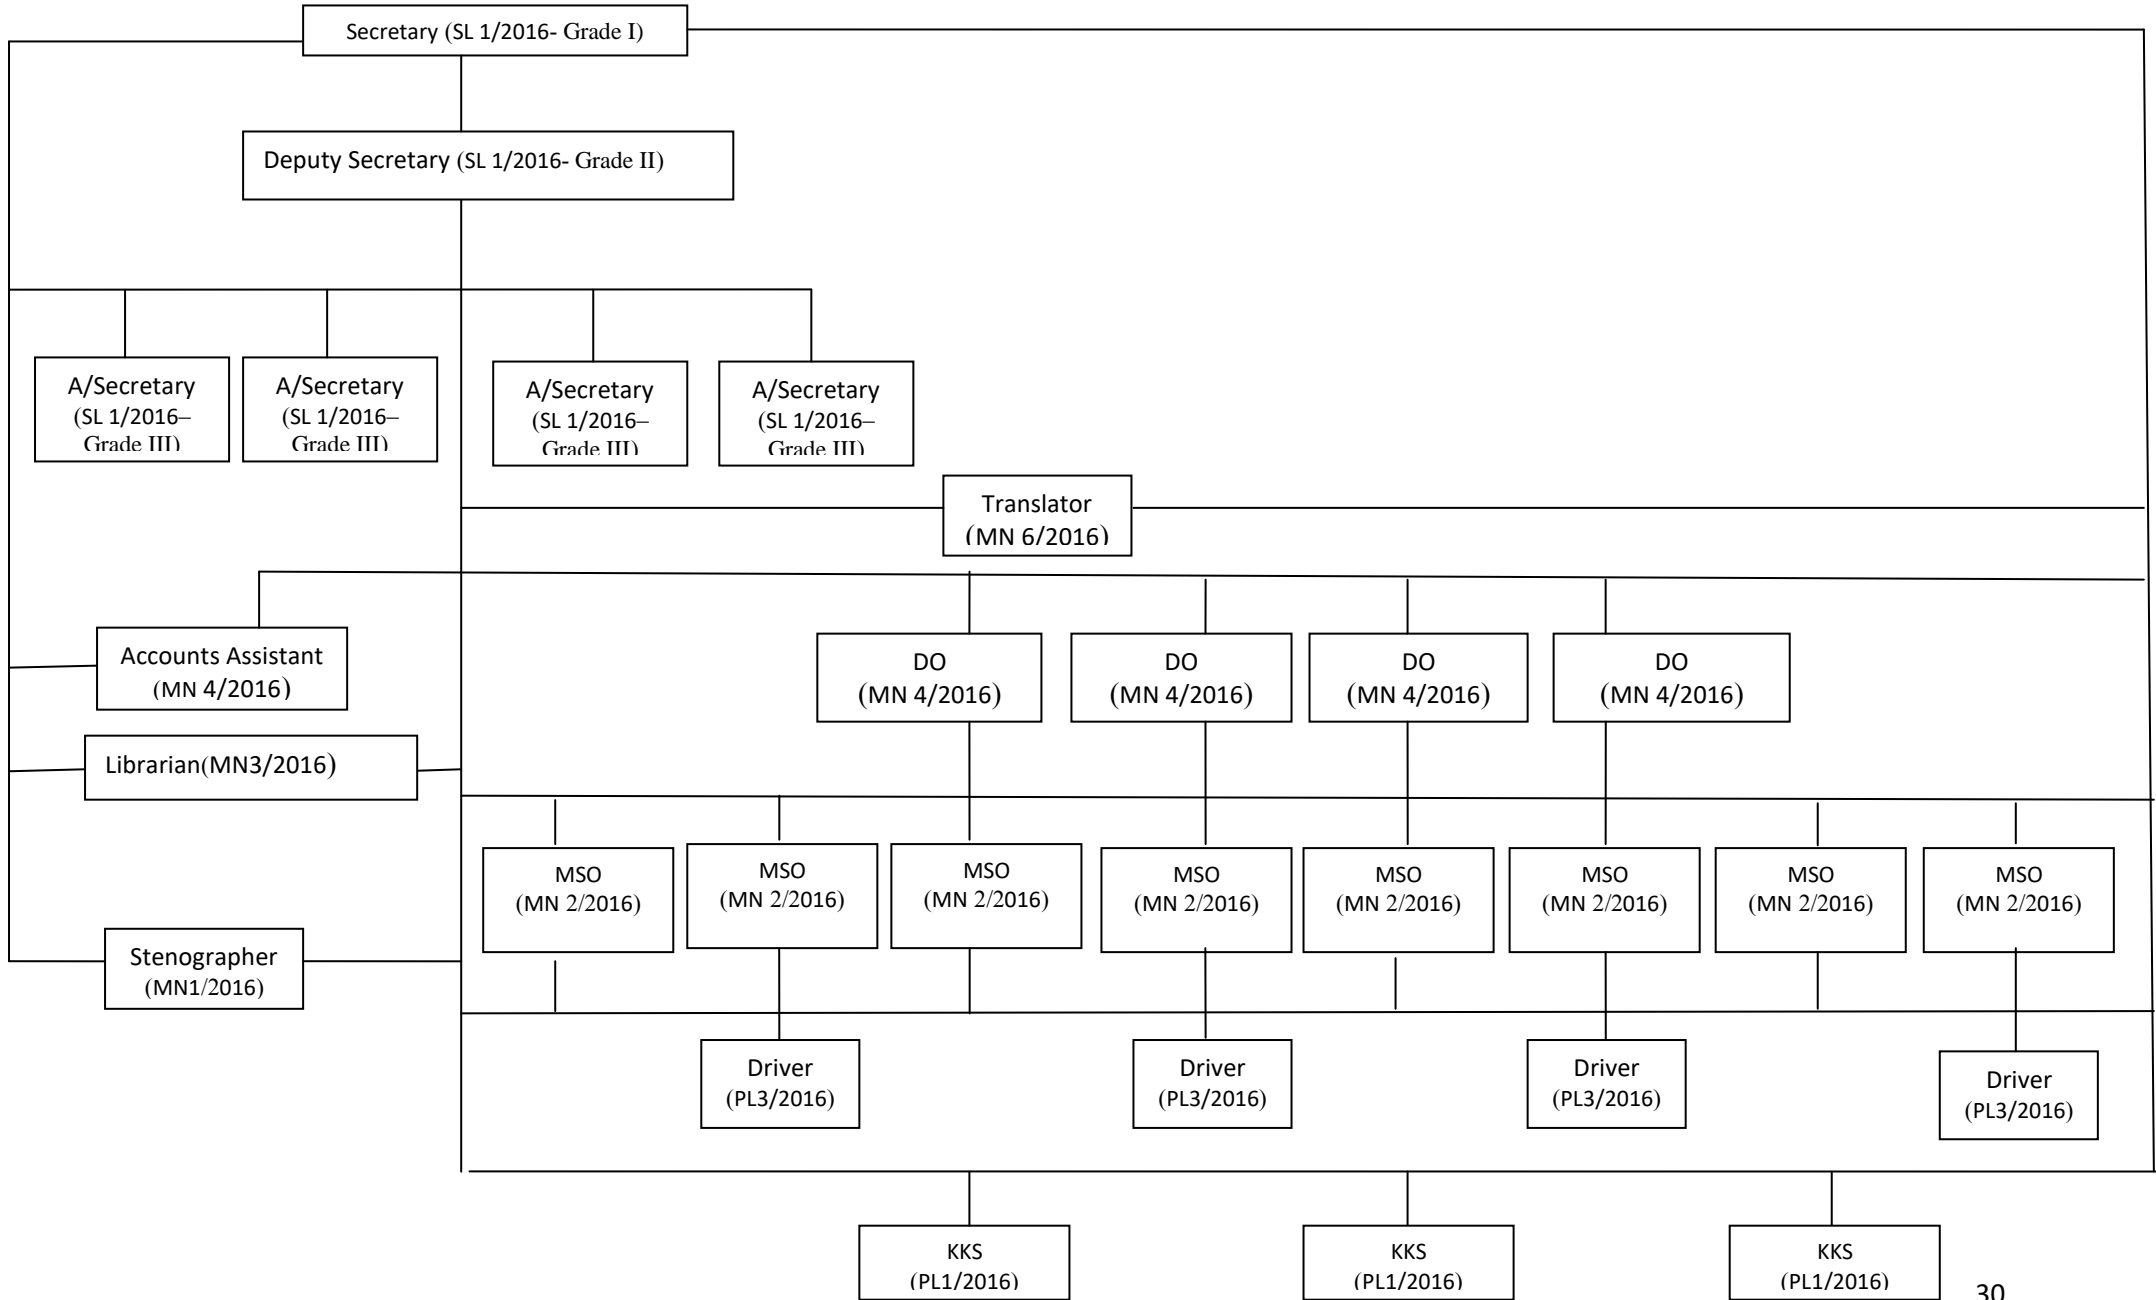 Secretary (SL 1/2016- Grade I)
Deputy Secretary (SL 1/2016- Grade II)
A/Secretary
(SL 1/2016–
Grade III)
A/Secretary
(SL 1/2016–
Grade III)
A/Secretary
(SL 1/2016–
Grade III)
A/Secretary
(SL 1/2016–
Grade III)
Translator
(MN 6/2016)
Accounts Assistant
(MN 4/2016)
DO
(MN 4/2016)
DO
(MN 4/2016)
DO
(MN 4/2016)
DO
(MN 4/2016)
Librarian(MN3/2016)
MSO
(MN 2/2016)
MSO
(MN 2/2016)
MSO
(MN 2/2016)
MSO
(MN 2/2016)
MSO
(MN 2/2016)
MSO
(MN 2/2016)
MSO
(MN 2/2016)
MSO
(MN 2/2016)
Stenographer
(MN1/2016)
Driver
(PL3/2016)
Driver
(PL3/2016)
Driver
(PL3/2016)
Driver
(PL3/2016)
KKS
(PL1/2016)
KKS
(PL1/2016)
KKS
(PL1/2016)
30